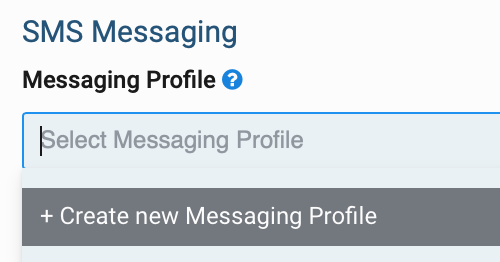 SMS Messaging
Messaging Profile ?
Select Messaging Profile
+ Create new Messaging Profile